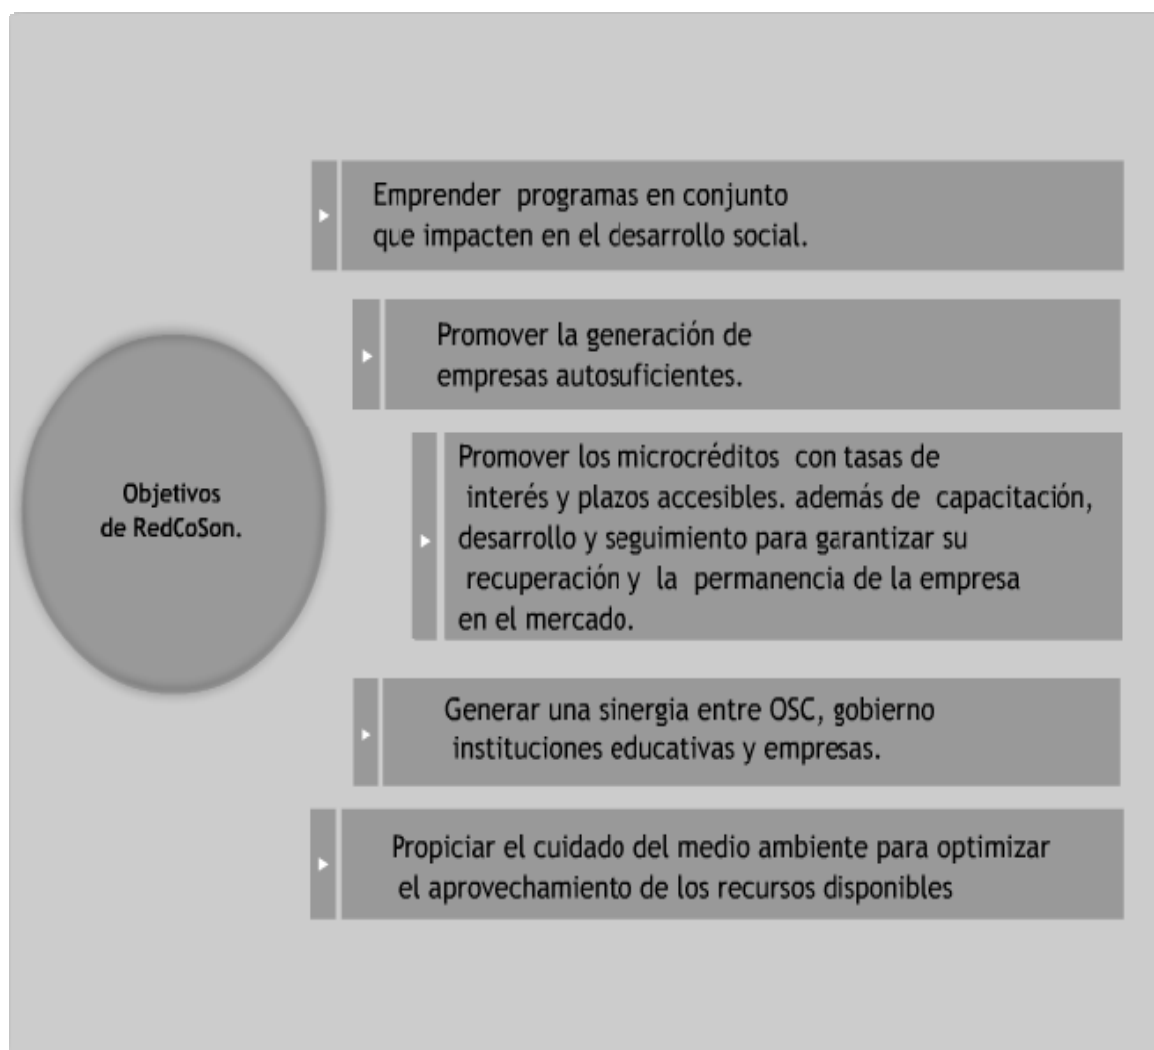 Emprender programas en conjunto
que impacten en el desarrollo social.
Promover la generación de
empresas autosuficientes.
Objetivos
de RedCoSon.
Promover los microcréditos con tasas de
interés y plazos accesibles. además de capacitación,
desarrollo y seguimiento para garantizar su
recuperación y la permanencia de la empresa
en el mercado.
Generar una sinergia entre OSC, gobierno
instituciones educativas y empresas.
Propiciar el cuidado del medio ambiente para optimizar
el aprovechamiento de los recursos disponibles